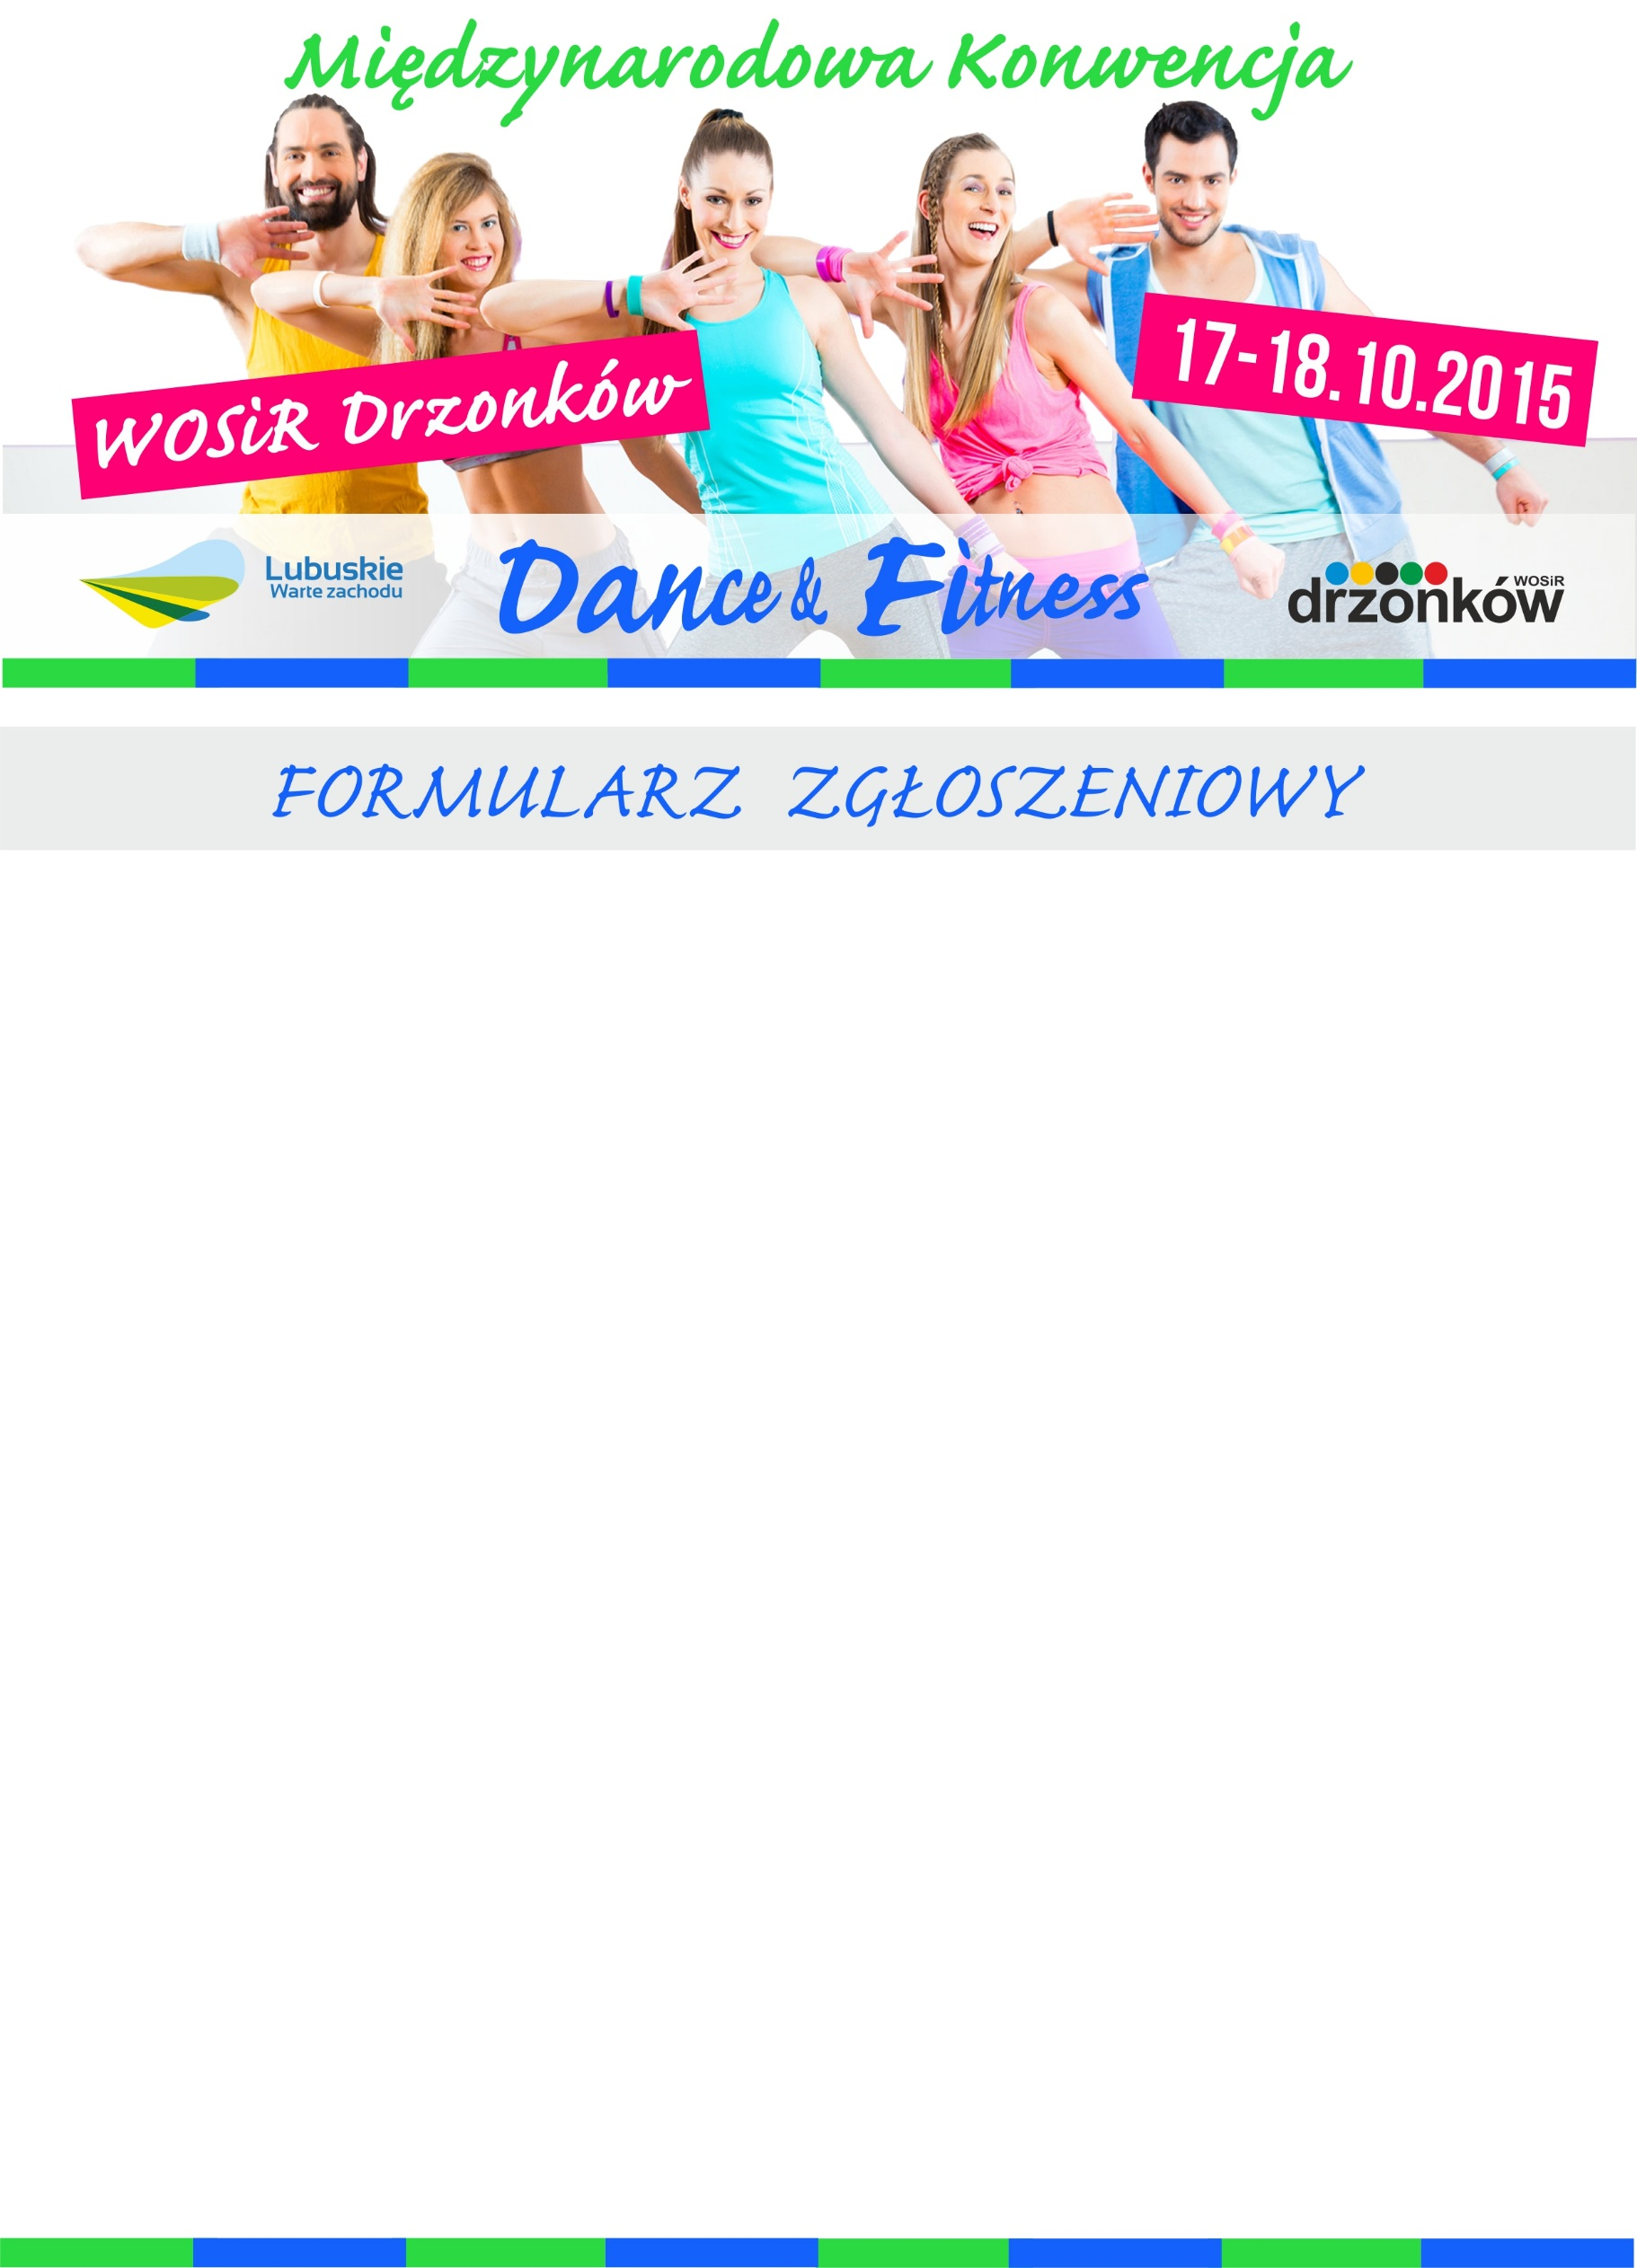 Międzynarodowa Konwencja
WOSiR Drzonków
17-18.10.2015
Lubuskie
Warte zachodu
Dance & Fitness
WOSiR
drzonków
FORMULARZ ZGŁOSZENIOWY